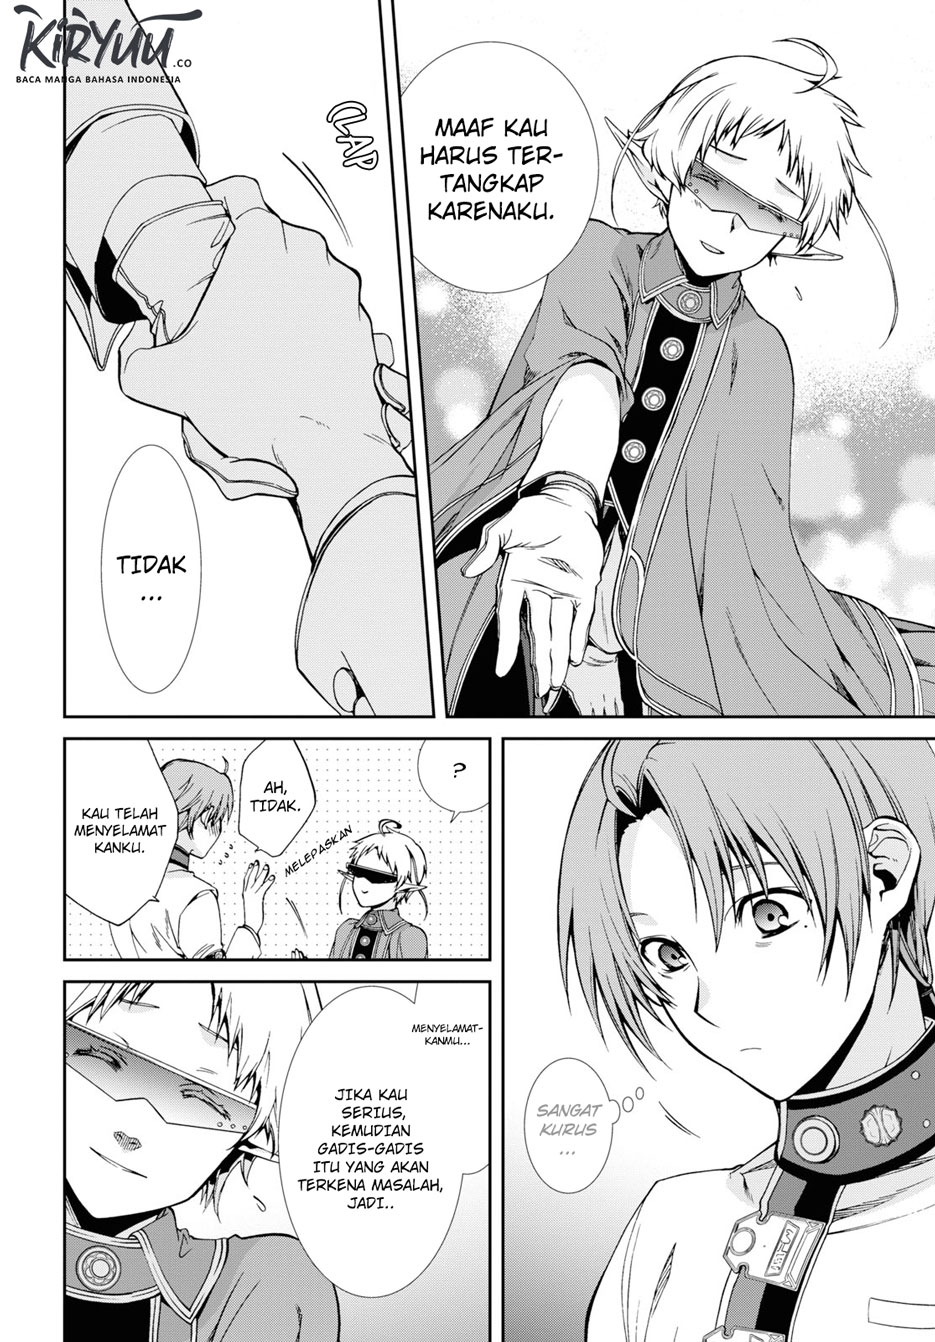 KIRYUU.CO
BACA MANGA BAHASA INDONESIA
MAAF KAU
HARUS TER-
TANGKAP
KARENAKU.
(LAP
TIDAK
...
SANGAT
KURUS
...
?
AH,
TIDAK.
MELEPASKAN
KAU TELAH
MENYELAMAT
KANKU.
MENYELAMAT-
KANMU...
JIKA KAU
SERIUS,
KEMUDIAN
GADIS-GADIS
ITU YANG AKAN
TERKENA MASALAH,
JADI..